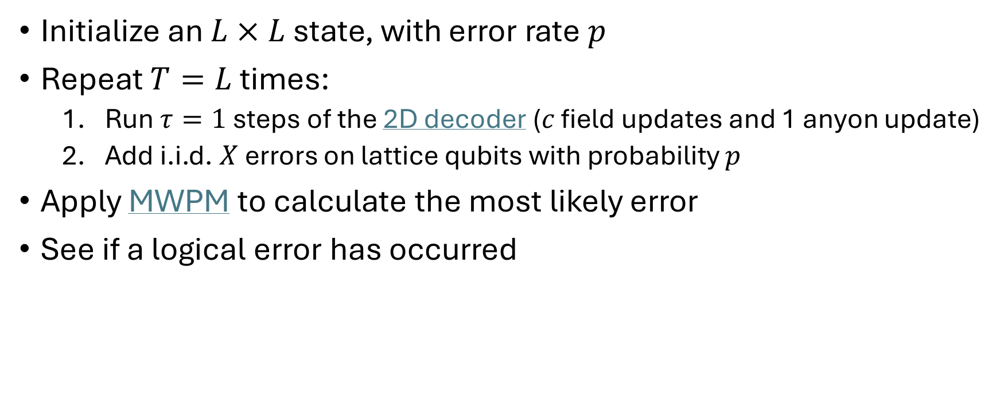 • Initialize an 𝐿 × 𝐿 state, with error rate 𝑝
• Repeat 𝑇 = 𝐿 times:
1. Run 𝜏 = 1 steps of the 2D decoder (𝑐 field updates and 1 anyon update)
2. Add i.i.d. 𝑋 errors on lattice qubits with probability 𝑝
• Apply MWPM to calculate the most likely error
• See if a logical error has occurred